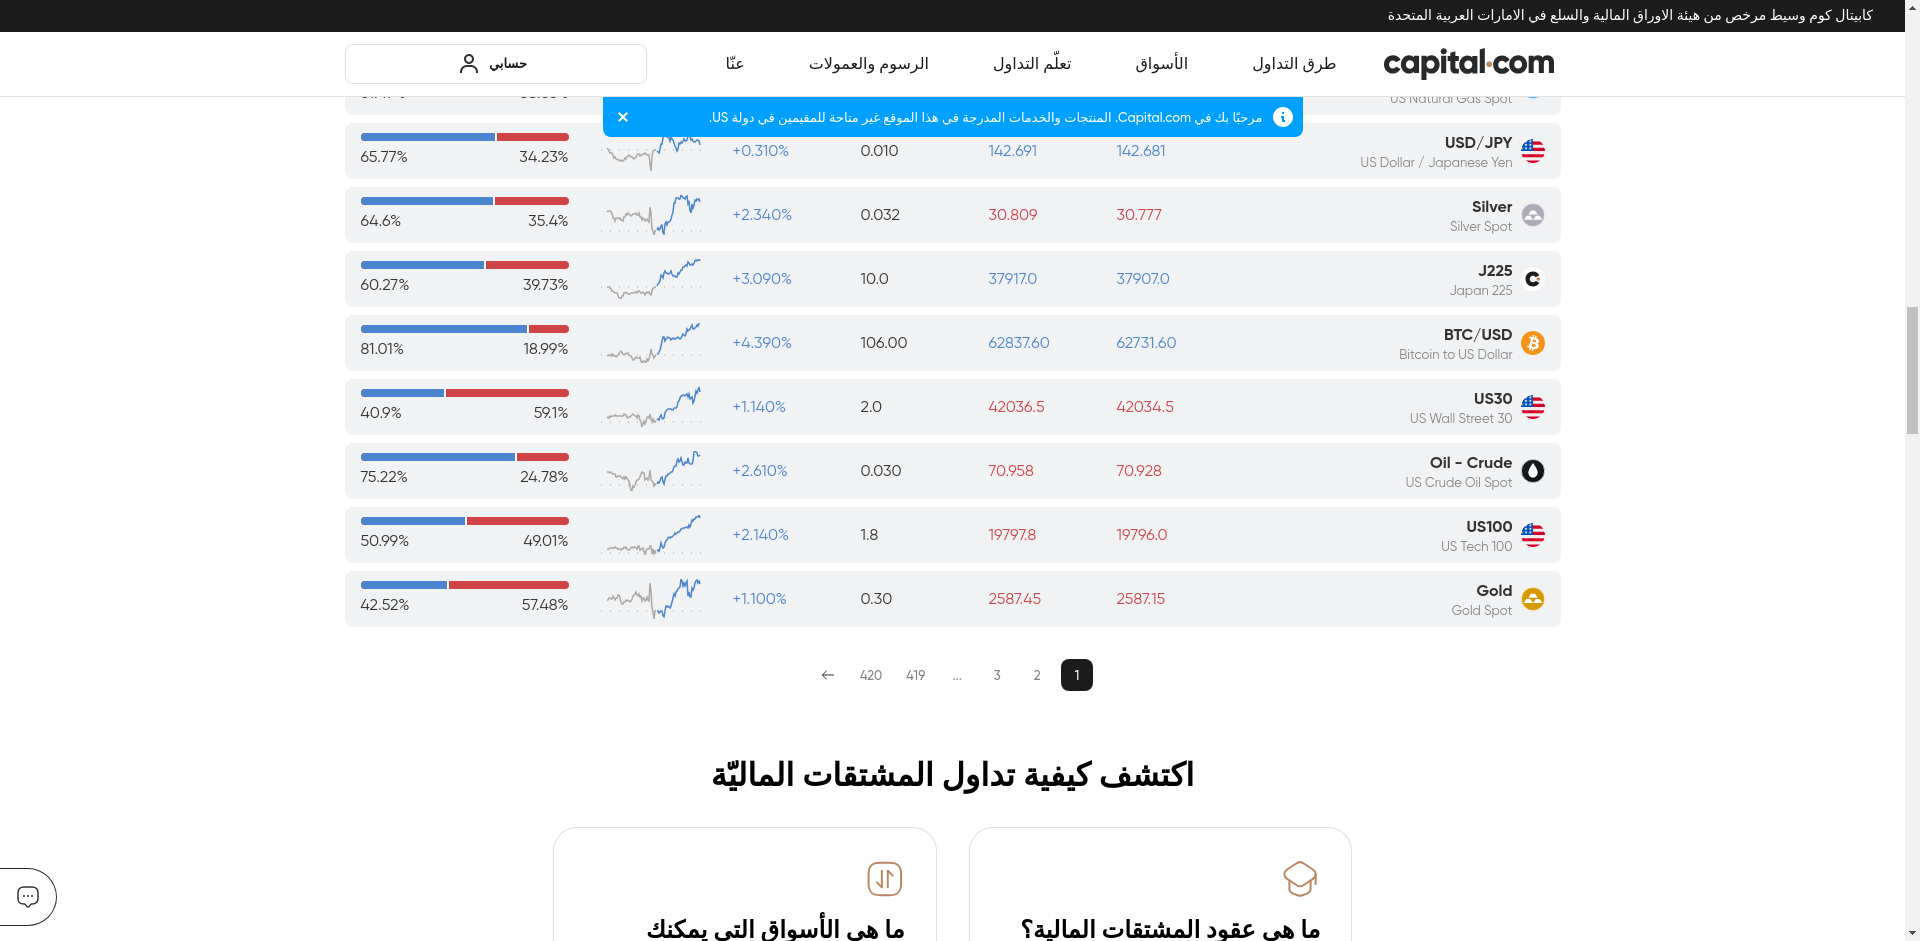 كابيتال كوم وسيط مرخص من هيئة الاوراق المالية والسلع في الامارات العربية المتحدة
capital.com
طرق التداول
الأسواق
تعلّم التداول
الرسوم والعمولات
عنّا
حسابي
مرحبًا بك في Capital.com. المنتجات والخدمات المدرجة في هذا الموقع غير متاحة للمقيمين في دولة US.
US Natural Gas Spot
USD/JPY
US Dollar / Japanese Yen
142.681 142.691 0.010 +0.310% 34.23% 65.77%
Silver
Silver Spot
30.777 30.809 0.032 +2.340% 35.4% 64.6%
J225
Japan 225
37907.0 37917.0 10.0 +3.090% 39.73% 60.27%
BTC/USD
Bitcoin to US Dollar
62731.60 62837.60 106.00 +4.390% 18.99% 81.01%
US30
US Wall Street 30
42034.5 42036.5 2.0 +1.140% 59.1% 40.9%
Oil - Crude
US Crude Oil Spot
70.928 70.958 0.030 +2.610% 24.78% 75.22%
US100
US Tech 100
19796.0 19797.8 1.8 +2.140% 49.01% 50.99%
Gold
Gold Spot
2587.15 2587.45 0.30 +1.100% 57.48% 42.52%
1 2 3 ... 419 420
اكتشف كيفية تداول المشتقات الماليّة
ما هي عقود المشتقات المالية؟
ما هي الأسواق التي يمكنك